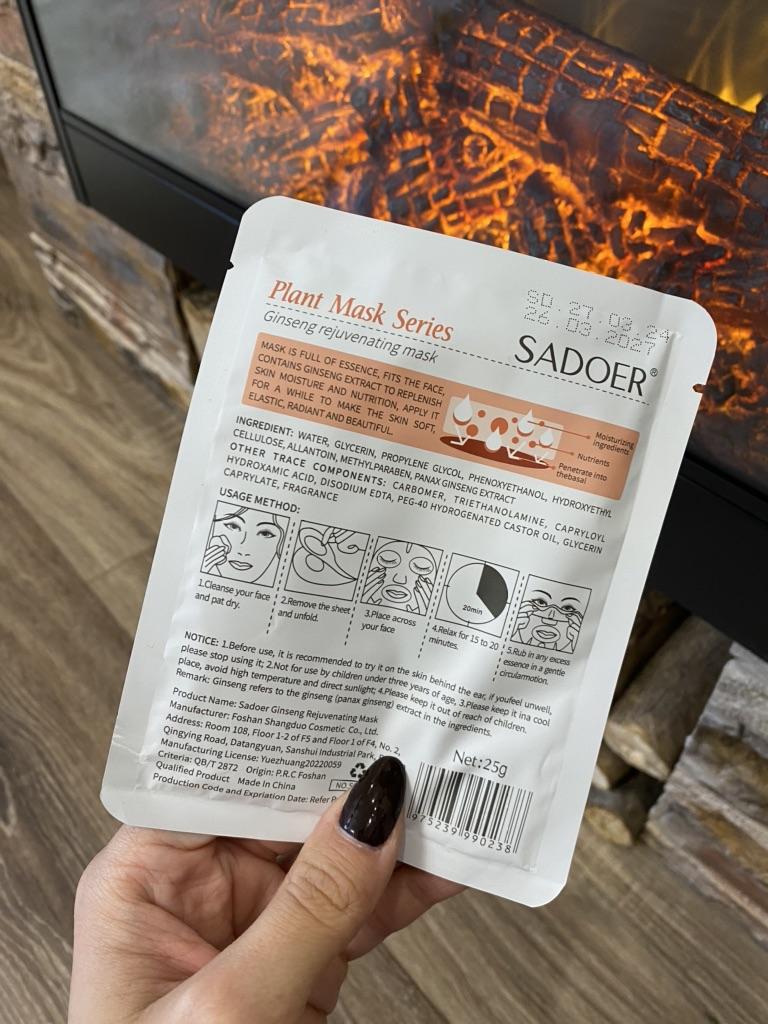 Plant Mask Series
Ginseng rejuvenating mask
SD 27.03.24
26.03.2027
SADOER®
MASK IS FULL OF ESSENCE, FITS THE FACE,
CONTAINS GINSENG EXTRACT TO REPLENISH
SKIN MOISTURE AND NUTRITION, APPLY IT
FOR A WHILE TO MAKE THE SKIN SOFT,
ELASTIC, RADIANT AND BEAUTIFUL.
Moisturizing
ingredients
Nutrients
Penetrate into
thebasal
INGREDIENT: WATER, GLYCERIN, PROPYLENE GLYCOL, PHENOXYETHANOL, HYDROXYETHYL
CELLULOSE, ALLANTOIN, METHYLPARABEN, PANAX GINSENG EXTRACT
OTHER TRACE COMPONENTS: CARBOMER, TRIETHANOLAMINE, CAPRYLOYL
HYDROXAMIC ACID, DISODIUM EDTA, PEG-40 HYDROGENATED CASTOR OIL, GLYCERIN
CAPRYLATE, FRAGRANCE
USAGE METHOD:
20min
1.Cleanse your face
and pat dry.
2.Remove the sheet
and unfold.
3.Place across
your face
4.Relax for 15 to 20
minutes.
5.Rub in any excess
essence in a gentle
circularmotion.
NOTICE: 1.Before use, it is recommended to try it on the skin behind the ear, if youfeel unwell,
please stop using it; 2.Not for use by children under three years of age, 3.Please keep it ina cool
place, avoid high temperature and direct sunlight; 4.Please keep it out of reach of children.
Remark: Ginseng refers to the ginseng (panax ginseng) extract in the ingredients.
Product Name: Sadoer Ginseng Rejuvenating Mask
Manufacturer: Foshan Shangduo Cosmetic Co., Ltd.
Address: Room 108, Floor 1-2 of F5 and Floor 1 of F4, No. 2,
Qingying Road, Datangyuan, Sanshui Industrial Park,
Manufacturing License: Yuezhuang20220059
Criteria: QB/T 2872 Origin: P.R.C Foshan
Qualified Product Made In China
Production Code and Expriation Date: Refer
Net:25g
975239 990238